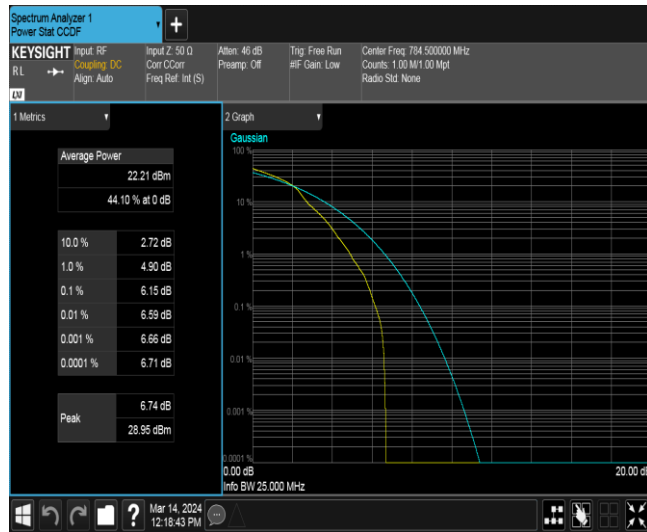 Spectrum Analyzer 1
Power Stat CCDF
+
KEYSIGHT
RL
LXI
Input: RF
Coupling: DC
Align: Auto
Input Z: 50 Ω
Corr CCorr
Freq Ref: Int (S)
Atten: 46 dB
Preamp: Off
Trig: Free Run
#IF Gain: Low
Center Freq: 784.500000 MHz
Counts: 1.00 M/1.00 Mpt
Radio Std: None
1 Metrics
Average Power
22.21 dBm
44.10 % at 0 dB
10.0 % 2.72 dB
1.0 % 4.90 dB
0.1 % 6.15 dB
0.01 % 6.59 dB
0.001 % 6.66 dB
0.0001 % 6.71 dB
Peak
6.74 dB
28.95 dBm
2 Graph
Gaussian
100 %
10 %
1 %
0.1 %
0.01 %
0.001 %
0.0001 %
0.00 dB
20.00 d
Info BW 25.000 MHz
?
Mar 14, 2024
12:18:43 PM